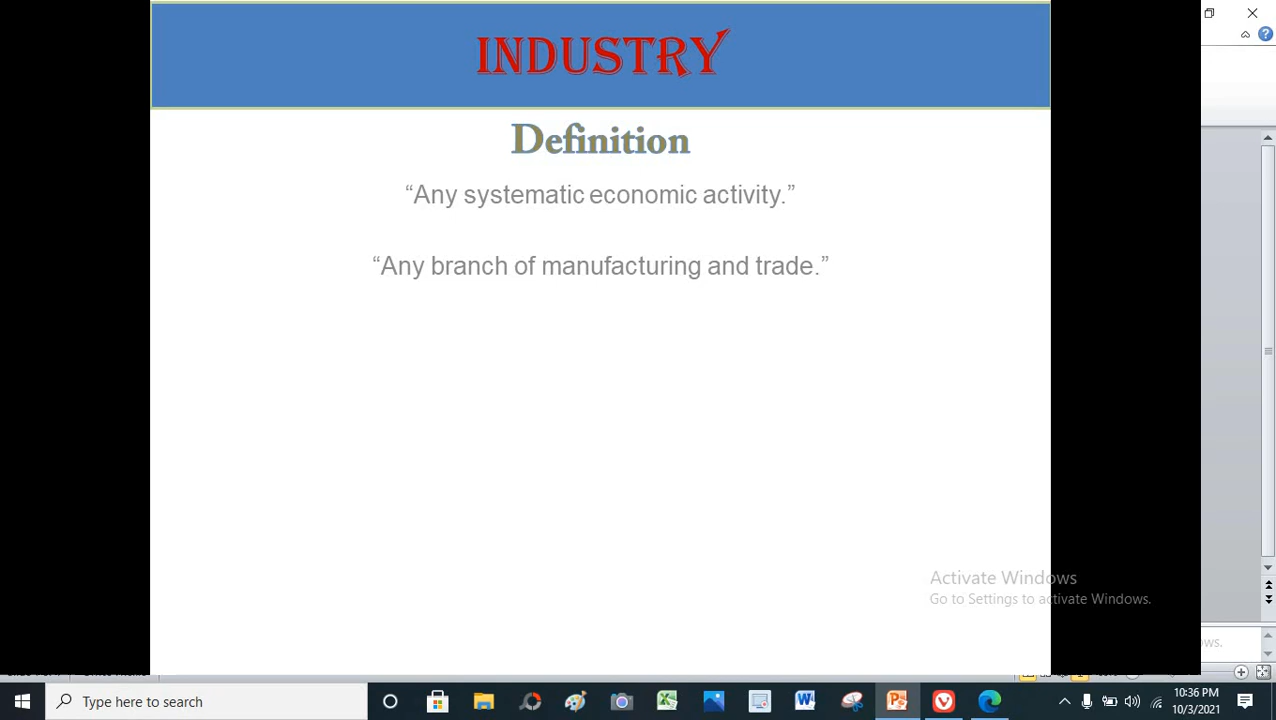 INDUSTRY
Definition
“Any systematic economic activity.”
“Any branch of manufacturing and trade.”
Activate Windows
Go to Settings to activate Windows.
ws.
Type here to search
10:36 PM
10/3/2021